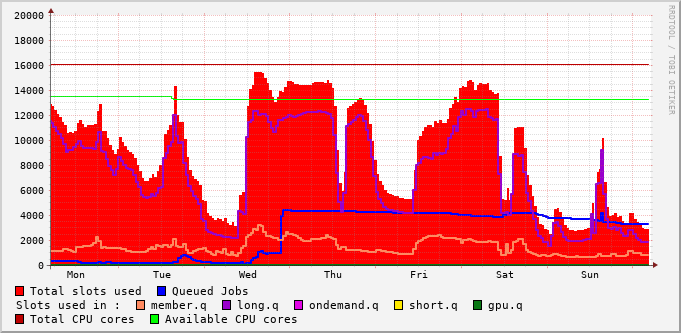 20000
18000
16000
14000
12000
10000
8000
6000
4000
2000
0
Mon Tue Wed Thu Fri Sat Sun
RRDTOOL / TOBI OETIKER
Total slots used Queued Jobs
Slots used in : member.q long.q ondemand.q short.q gpu.q
Total CPU cores Available CPU cores